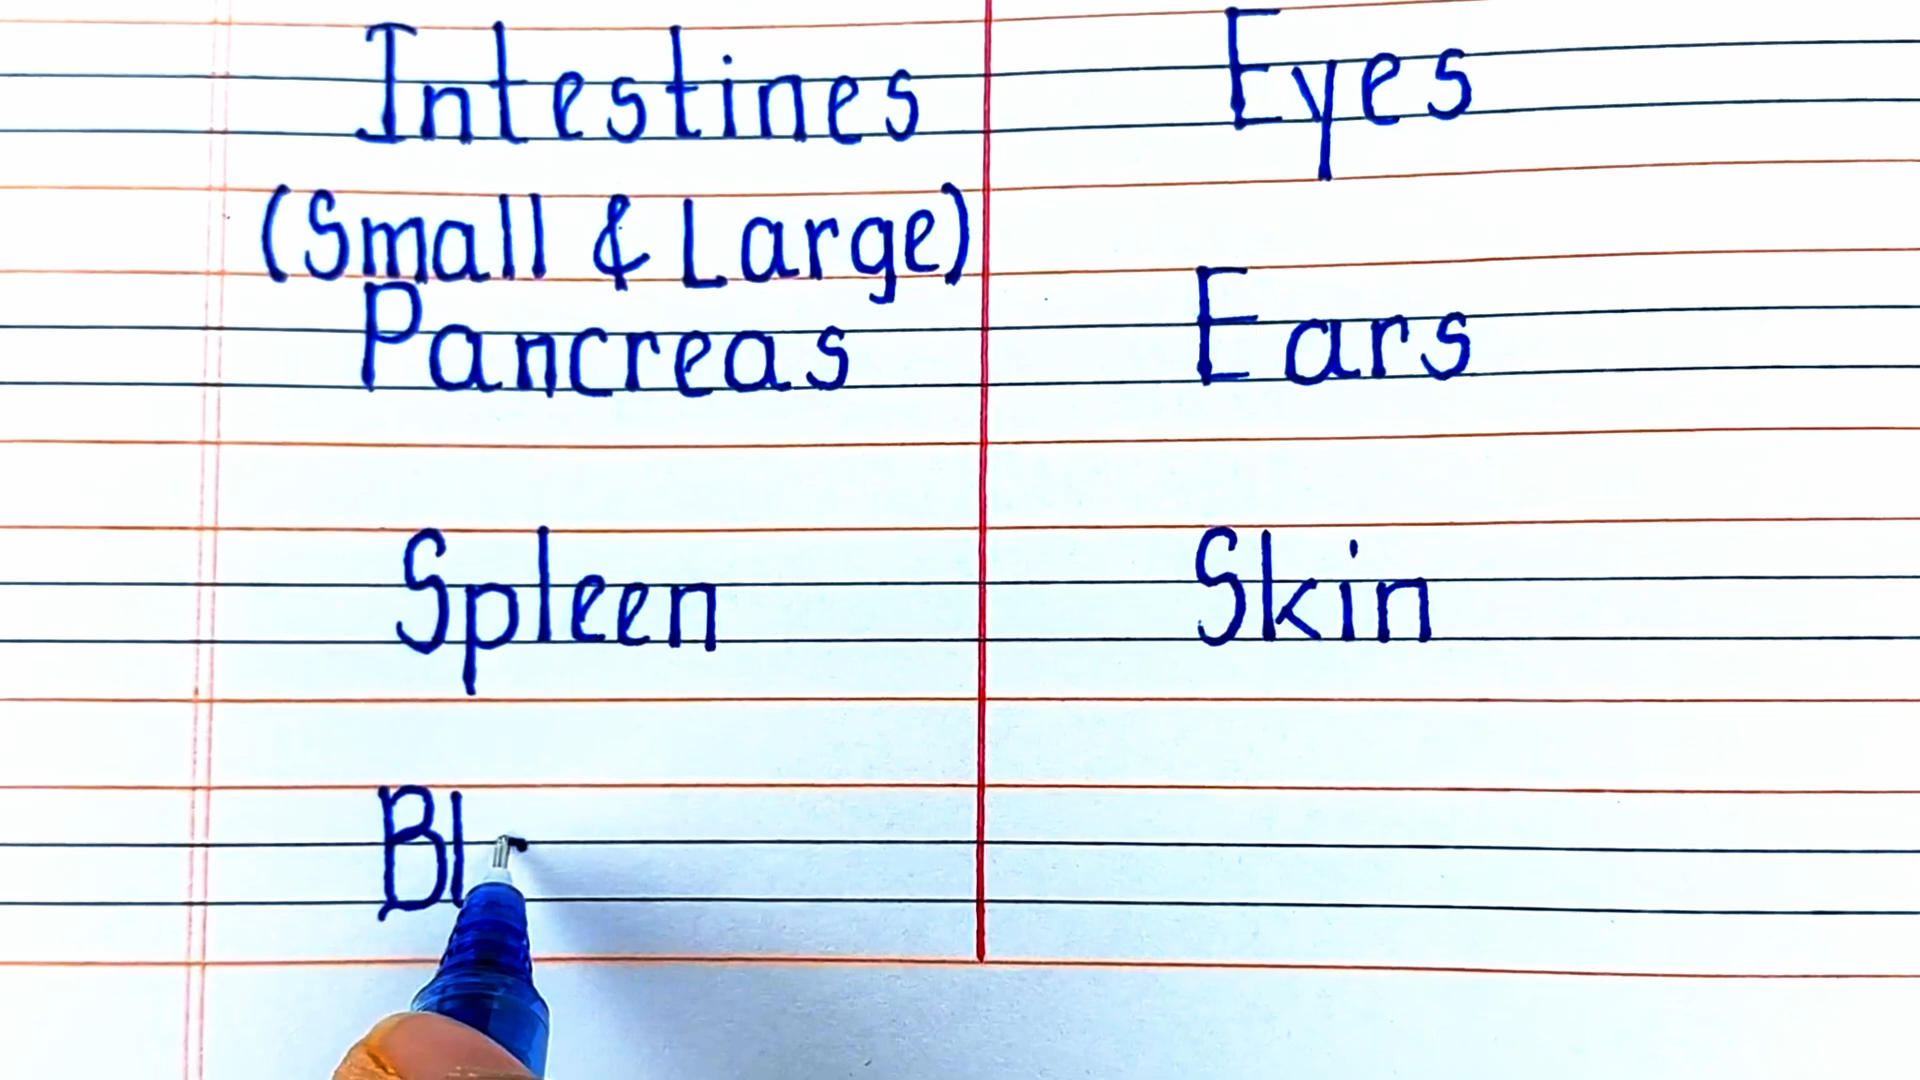 Intestines
(Small & Large)
Pancreas
Spleen
Bl
Eyes
Ears
Skin